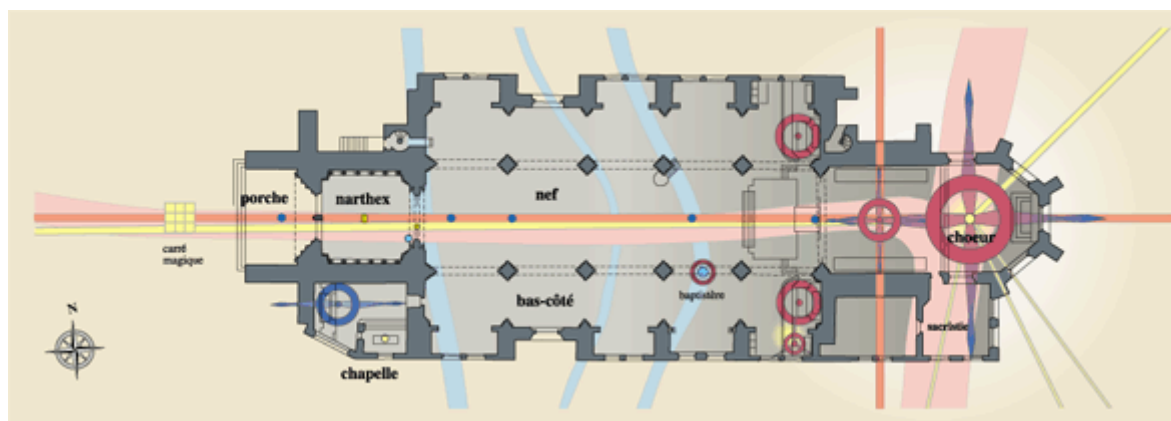 porche
narthex
nef
carré
magique
choeur
bas-côté
baptistère
sacristie
chapelle
N